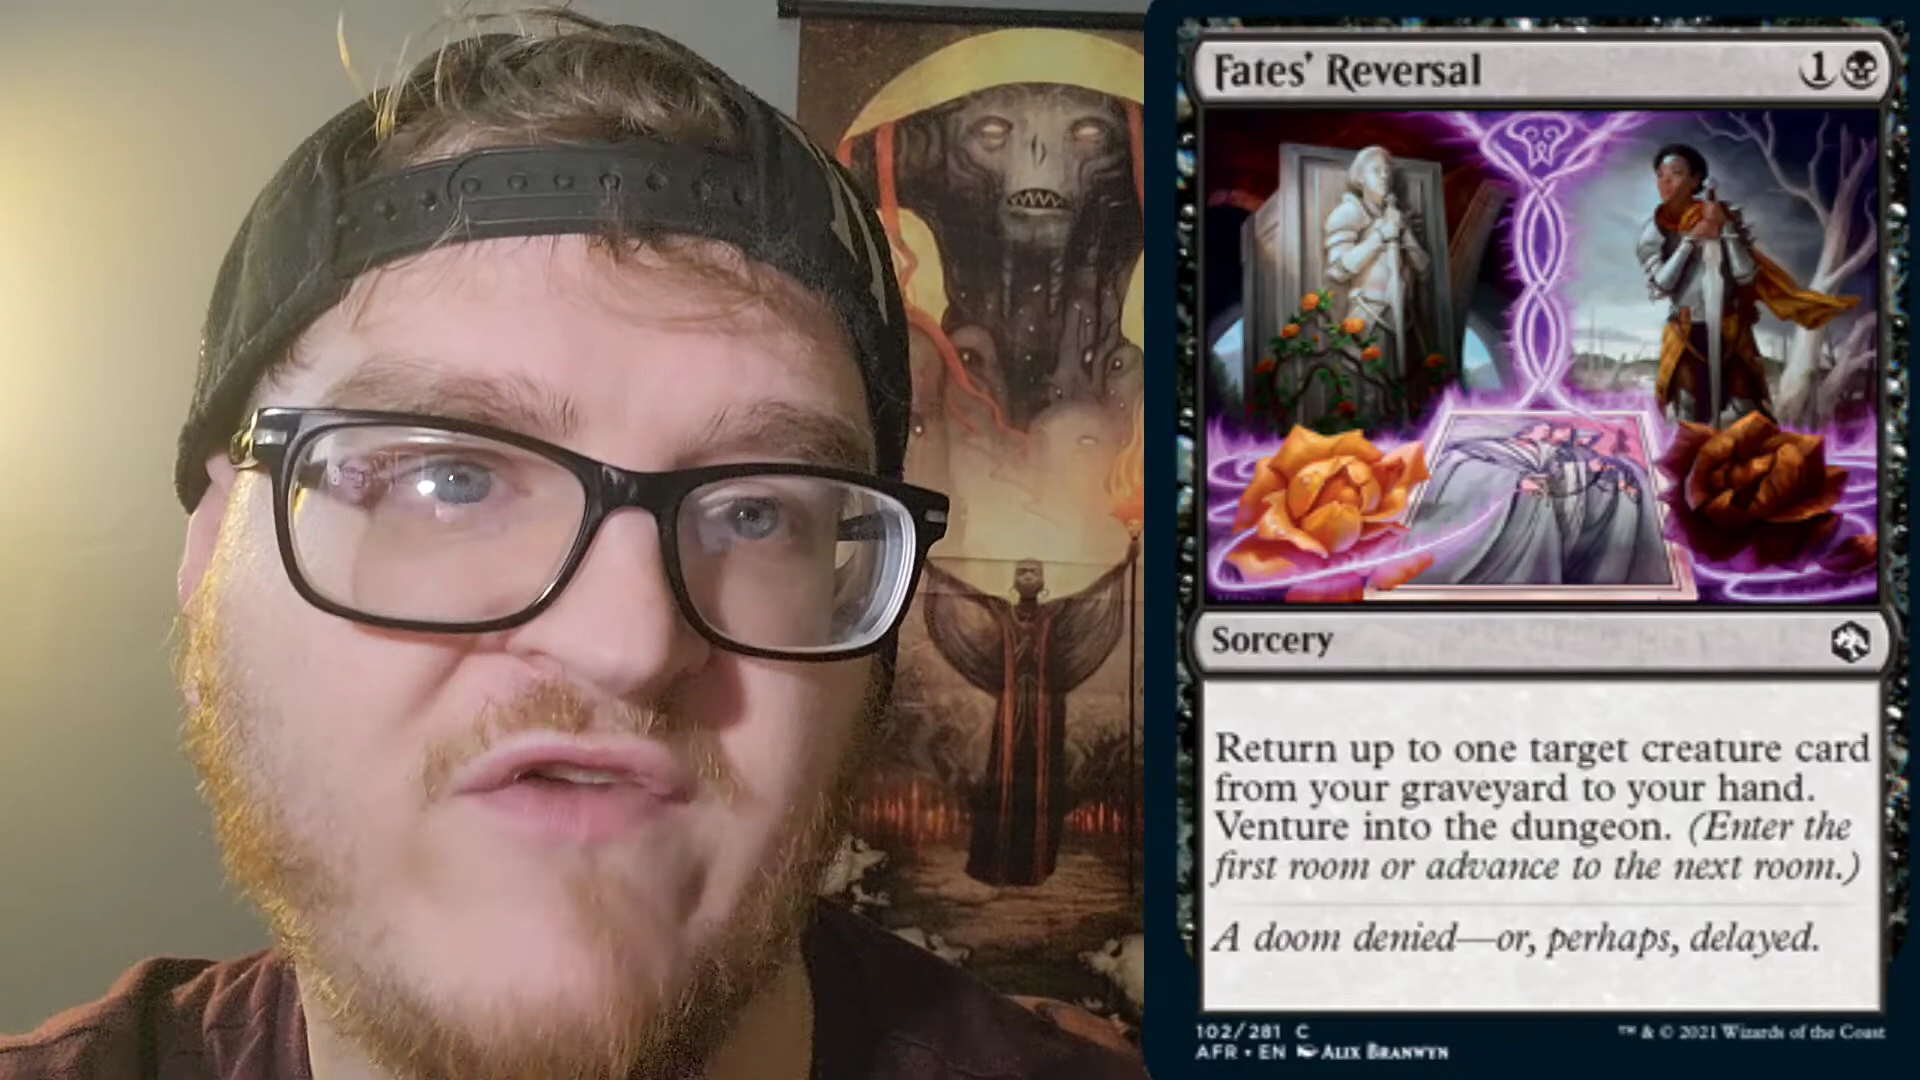 Fates' Reversal 1
Sorcery
Return up to one target creature card
from your graveyard to your hand.
Venture into the dungeon. (Enter the
first room or advance to the next room.)
A doom denied—or, perhaps, delayed.
102/281 C
™ & © 2021 Wizards of the Coast
AFR • EN Alix Branwyn